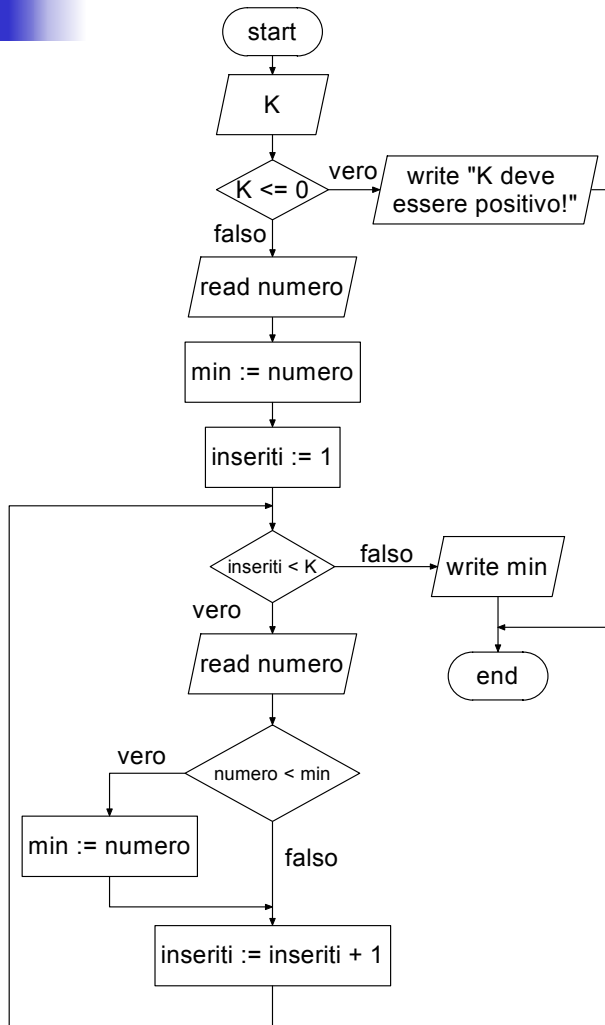 start
K
K <= 0
vero
write "K deve
essere positivo!"
falso
read numero
min := numero
inseriti := 1
inseriti < K
falso
write min
vero
read numero
end
vero
numero < min
min := numero
falso
inseriti := inseriti + 1